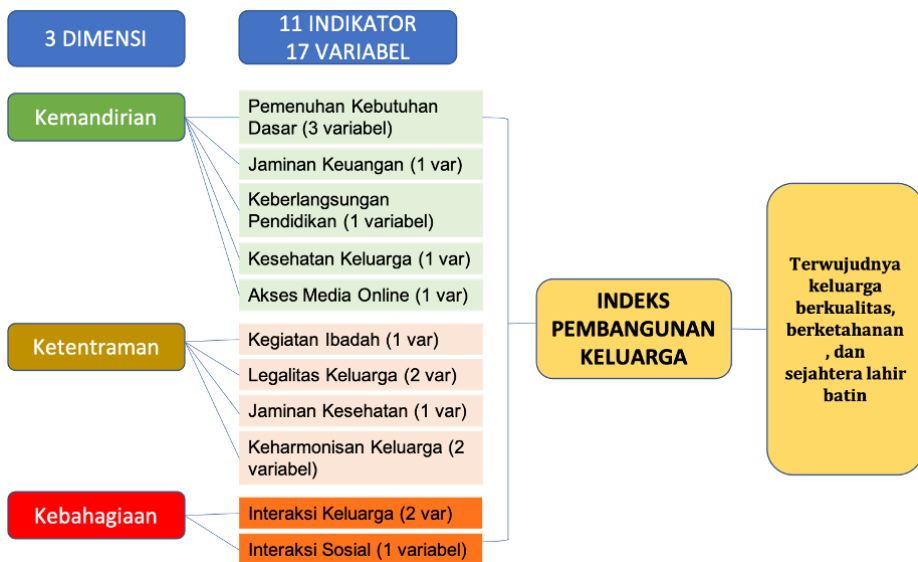 3 DIMENSI
11 INDIKATOR
17 VARIABEL
Kemandirian
Pemenuhan Kebutuhan
Dasar (3 variabel)
Jaminan Keuangan (1 var)
Keberlangsungan
Pendidikan (1 variabel)
Kesehatan Keluarga (1 var)
Akses Media Online (1 var)
Ketentraman
Kegiatan Ibadah (1 var)
Legalitas Keluarga (2 var)
Jaminan Kesehatan (1 var)
Keharmonisan Keluarga (2
variabel)
Kebahagiaan
Interaksi Keluarga (2 var)
Interaksi Sosial (1 variabel)
INDEKS
PEMBANGUNAN
KELUARGA
Terwujudnya
keluarga
berkualitas,
berketahanan
, dan
sejahtera lahir
batin